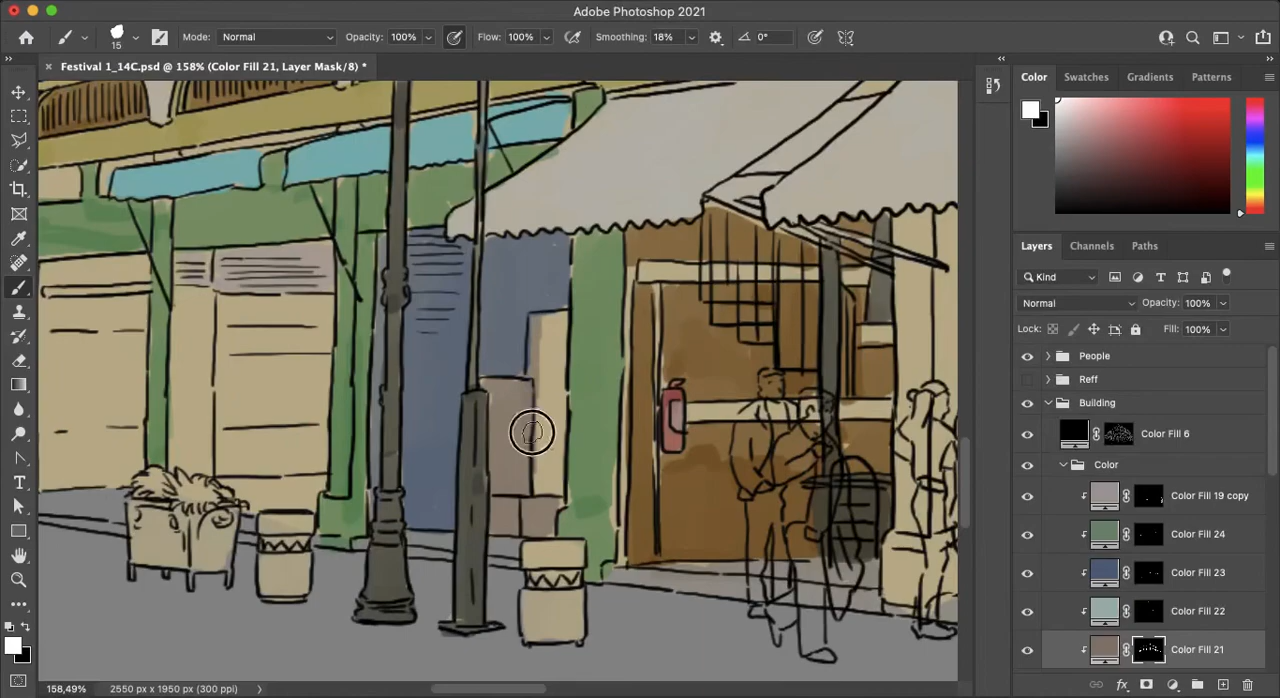 Adobe Photoshop 2021
15
Mode: Normal
Opacity: 100%
Flow: 100%
Smoothing: 18%
0°
Festival 1_14C.psd @ 158% (Color Fill 21, Layer Mask/8) *
Color
Swatches
Gradients
Patterns
Layers
Channels
Paths
Kind
Normal
Opacity: 100%
Lock:
Fill: 100%
People
Reff
Building
Color Fill 6
Color
Color Fill 19 copy
Color Fill 24
Color Fill 23
Color Fill 22
Color Fill 21
fx
158,49%
2550 px x 1950 px (300 ppi)